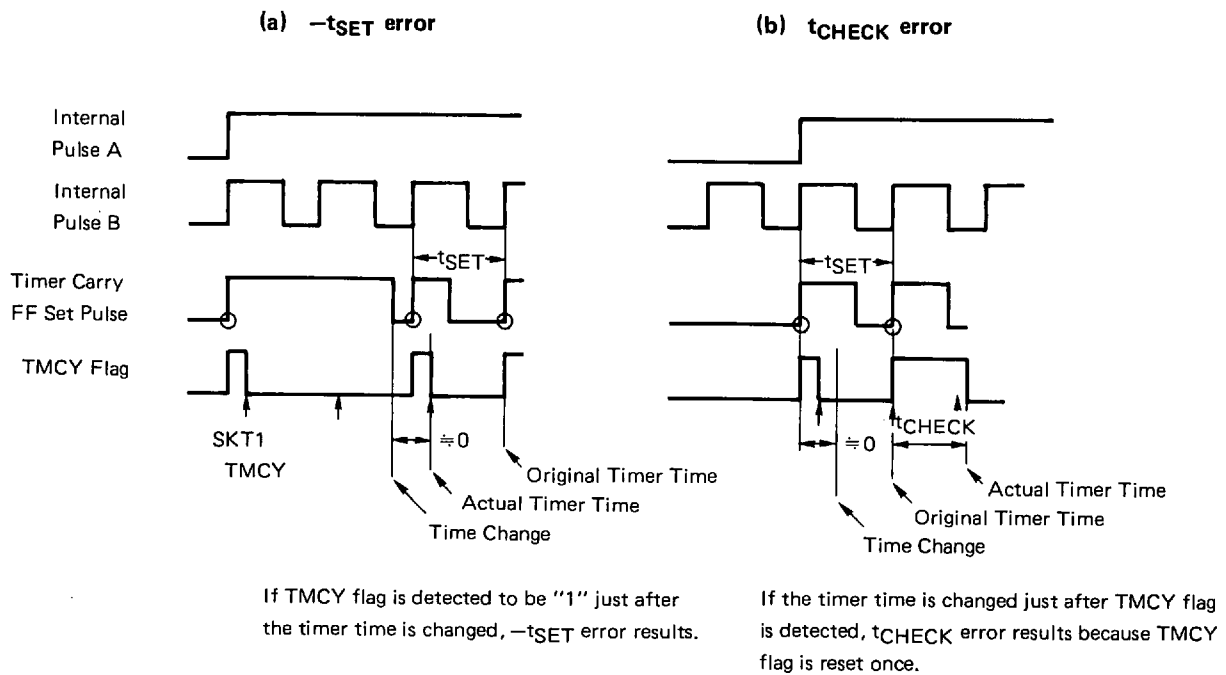 (a) —tSET error
(b) tCHECK error
Internal
Pulse A
Internal
Pulse B
tSET
tSET
Timer Carry
FF Set Pulse
TMCY Flag
SKT1
TMCY
≒0
Original Timer Time
Actual Timer Time
Time Change
≒0
tCHECK
Actual Timer Time
Original Timer Time
Time Change
If TMCY flag is detected to be "1" just after
the timer time is changed, —tSET error results.
If the timer time is changed just after TMCY flag
is detected, tCHECK error results because TMCY
flag is reset once.